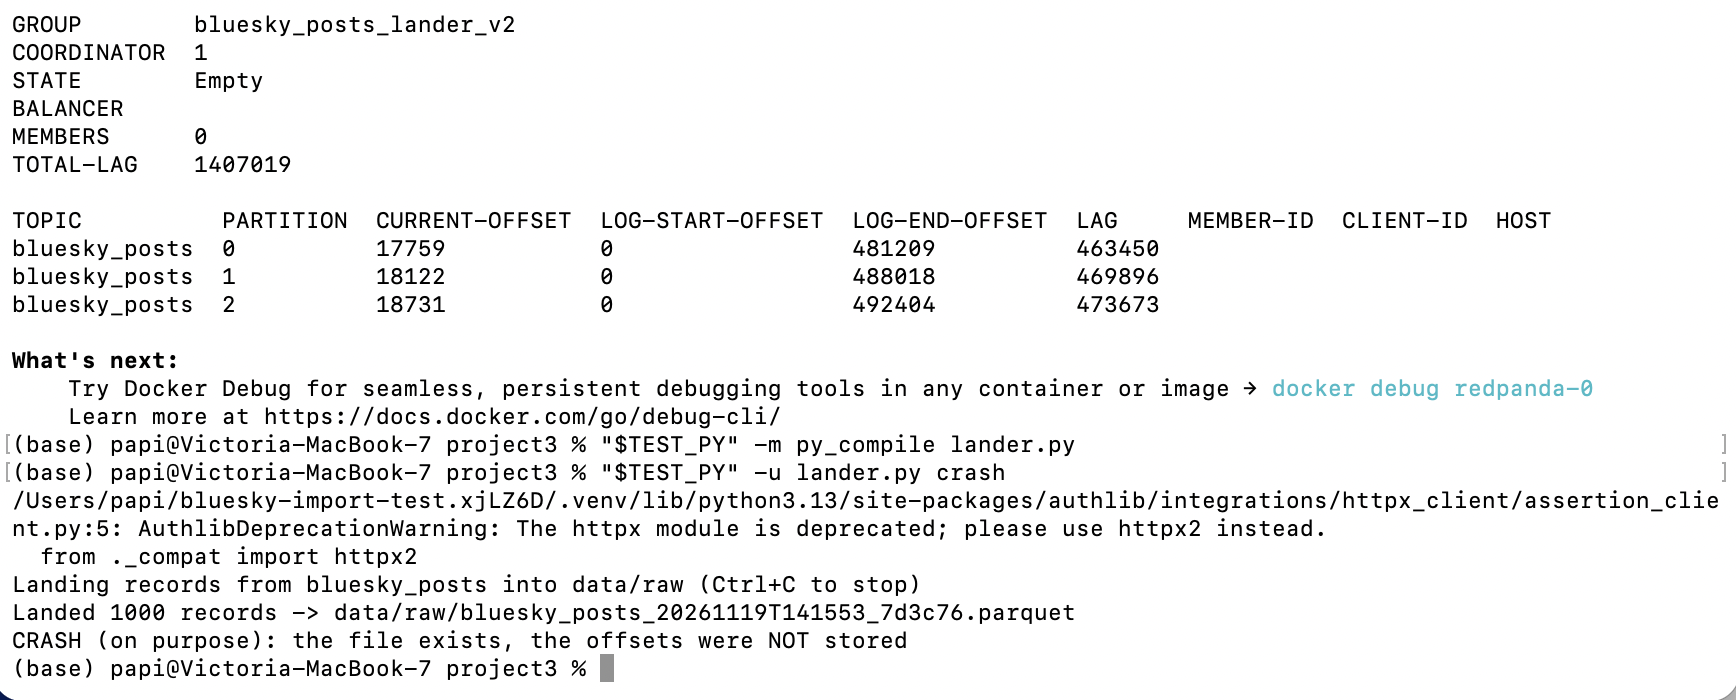 GROUP        bluesky_posts_lander_v2
COORDINATOR  1
STATE        Empty
BALANCER
MEMBERS      0
TOTAL-LAG    1407019

TOPIC          PARTITION  CURRENT-OFFSET  LOG-START-OFFSET  LOG-END-OFFSET  LAG     MEMBER-ID  CLIENT-ID  HOST
bluesky_posts  0          17759           0                 481209          463450
bluesky_posts  1          18122           0                 488018          469896
bluesky_posts  2          18731           0                 492404          473673

What's next:
    Try Docker Debug for seamless, persistent debugging tools in any container or image → docker debug redpanda-0
    Learn more at https://docs.docker.com/go/debug-cli/
[(base) papi@Victoria-MacBook-7 project3 % "$TEST_PY" -m py_compile lander.py ]
[(base) papi@Victoria-MacBook-7 project3 % "$TEST_PY" -u lander.py crash ]
/Users/papi/bluesky-import-test.xjLZ6D/.venv/lib/python3.13/site-packages/authlib/integrations/httpx_client/assertion_clie
nt.py:5: AuthlibDeprecationWarning: The httpx module is deprecated; please use httpx2 instead.
  from ._compat import httpx2
Landing records from bluesky_posts into data/raw (Ctrl+C to stop)
Landed 1000 records -> data/raw/bluesky_posts_20261119T141553_7d3c76.parquet
CRASH (on purpose): the file exists, the offsets were NOT stored
(base) papi@Victoria-MacBook-7 project3 %